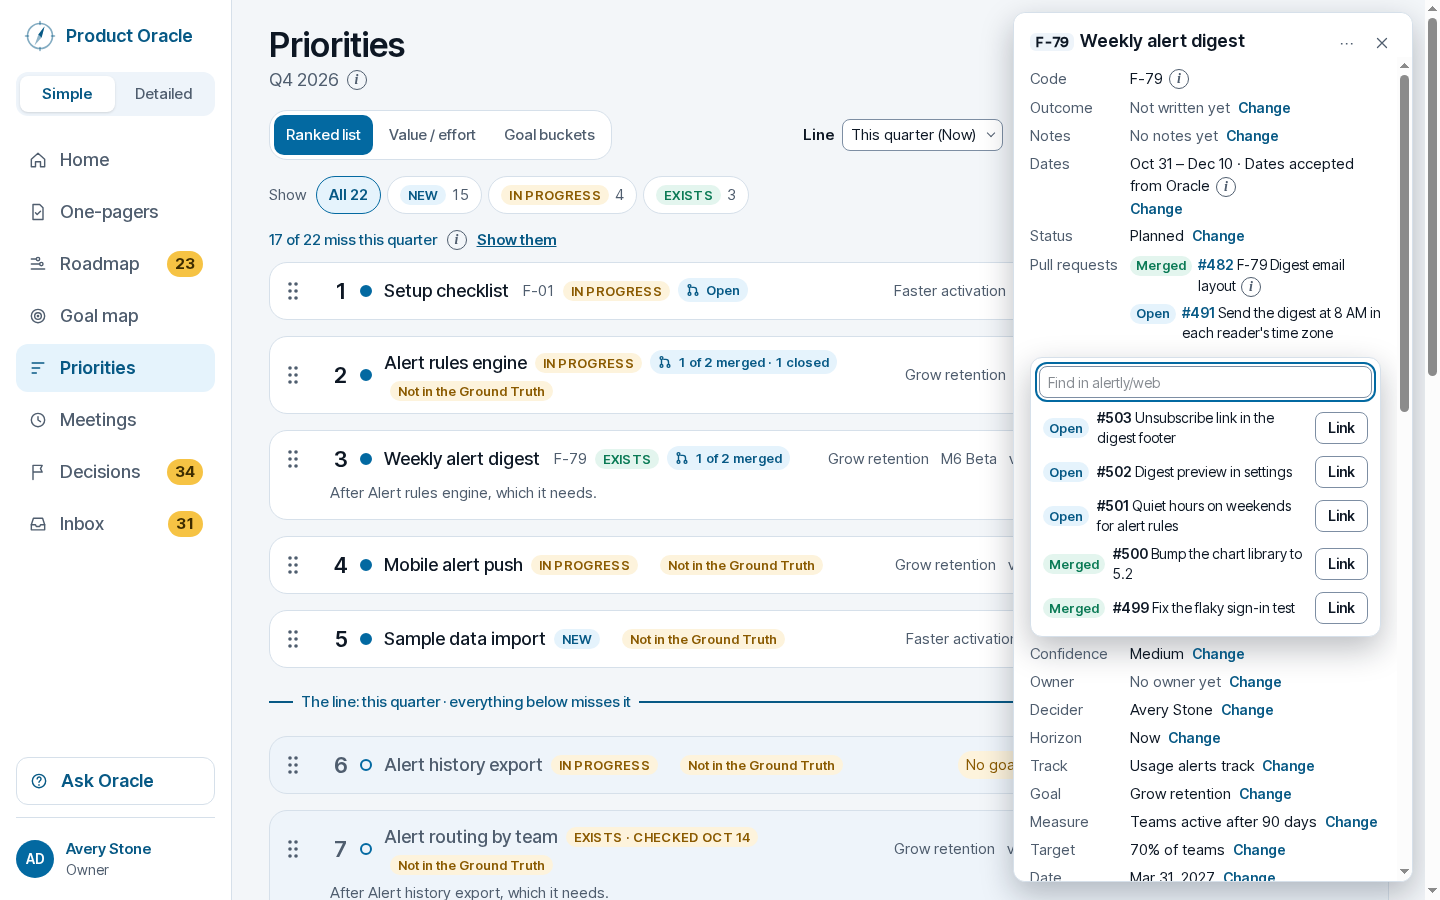 Product Oracle
Simple
Detailed
Home
One-pagers
Roadmap 23
Goal map
Priorities
Meetings
Decisions 34
Inbox 31
Ask Oracle
AD
Avery Stone
Owner
Priorities
Q4 2026 i
Ranked list
Value / effort
Goal buckets
Line This quarter (Now)
Show All 22 NEW 15 IN PROGRESS 4 EXISTS 3
17 of 22 miss this quarter i Show them
1 Setup checklist F-01 IN PROGRESS Open Faster activation
2 Alert rules engine IN PROGRESS 1 of 2 merged · 1 closed Grow retention
Not in the Ground Truth
3 Weekly alert digest F-79 EXISTS 1 of 2 merged Grow retention M6 Beta
After Alert rules engine, which it needs.
4 Mobile alert push IN PROGRESS Not in the Ground Truth Grow retention
5 Sample data import NEW Not in the Ground Truth Faster activation
The line: this quarter · everything below misses it
6 Alert history export IN PROGRESS Not in the Ground Truth No goa
7 Alert routing by team EXISTS · CHECKED OCT 14 Grow retention
Not in the Ground Truth
After Alert history export, which it needs.
F-79 Weekly alert digest
Code F-79 i
Outcome Not written yet Change
Notes No notes yet Change
Dates Oct 31 – Dec 10 · Dates accepted
from Oracle i
Change
Status Planned Change
Pull requests Merged #482 F-79 Digest email
layout i
Open #491 Send the digest at 8 AM in
each reader's time zone
Find in alertly/web
Open #503 Unsubscribe link in the
digest footer Link
Open #502 Digest preview in settings Link
Open #501 Quiet hours on weekends
for alert rules Link
Merged #500 Bump the chart library to
5.2 Link
Merged #499 Fix the flaky sign-in test Link
Confidence Medium Change
Owner No owner yet Change
Decider Avery Stone Change
Horizon Now Change
Track Usage alerts track Change
Goal Grow retention Change
Measure Teams active after 90 days Change
Target 70% of teams Change
Date Mar 31, 2027 Change